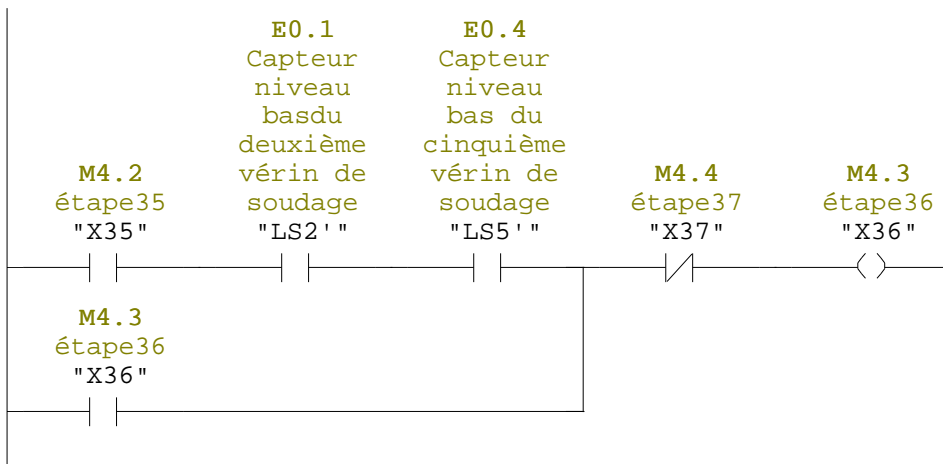 E0.1
Capteur
niveau
basdu
deuxième
vérin de
soudage
"LS2'"
E0.4
Capteur
niveau
bas du
cinquième
vérin de
soudage
"LS5'"
M4.2
étape35
"X35"
M4.4
étape37
"X37"
M4.3
étape36
"X36"
M4.3
étape36
"X36"